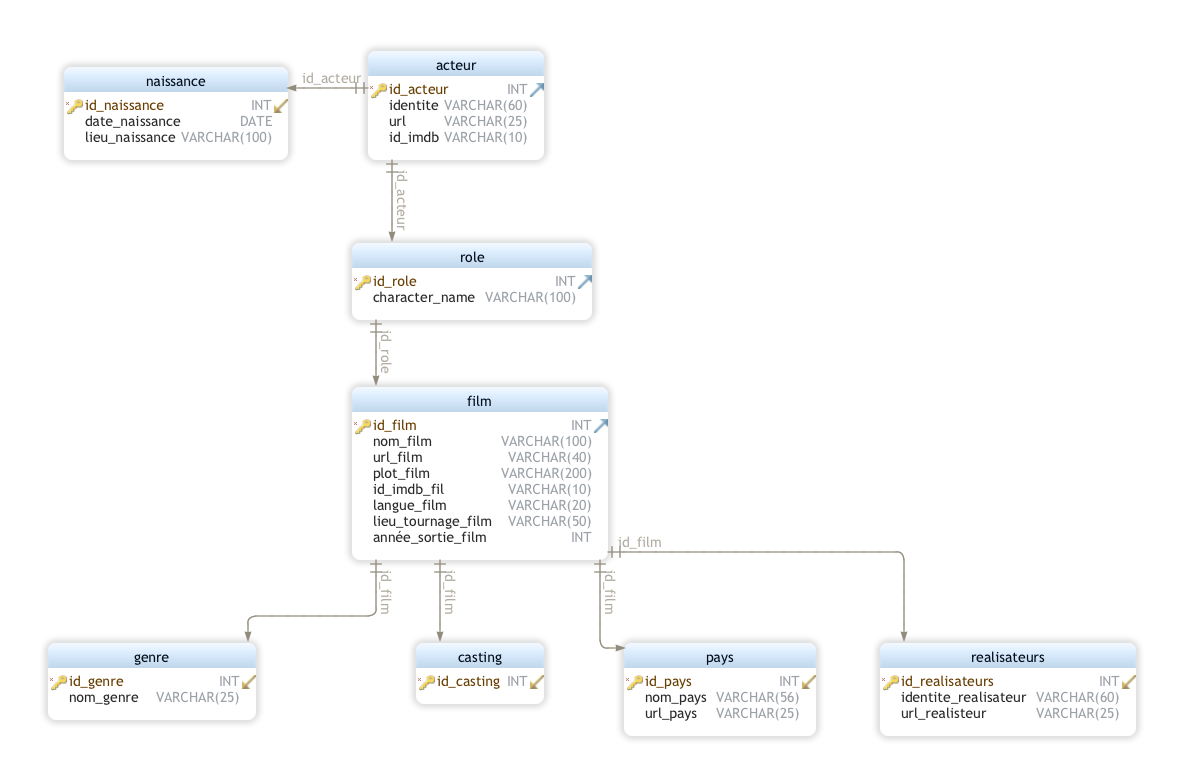 acteur
id_acteur INT
identite VARCHAR(60)
url VARCHAR(25)
id_imdb VARCHAR(10)
id_acteur
naissance
id_naissance INT
date_naissance DATE
lieu_naissance VARCHAR(100)
id_acteur
role
id_role INT
character_name VARCHAR(100)
id_role
film
id_film INT
nom_film VARCHAR(100)
url_film VARCHAR(40)
plot_film VARCHAR(200)
id_imdb_fil VARCHAR(10)
langue_film VARCHAR(20)
lieu_tournage_film VARCHAR(50)
année_sortie_film INT
id_film
id_film
id_film
id_film
genre
id_genre INT
nom_genre VARCHAR(25)
casting
id_casting INT
pays
id_pays INT
nom_pays VARCHAR(56)
url_pays VARCHAR(25)
realisateurs
id_realisateurs INT
identite_realisateur VARCHAR(60)
url_realisteur VARCHAR(25)